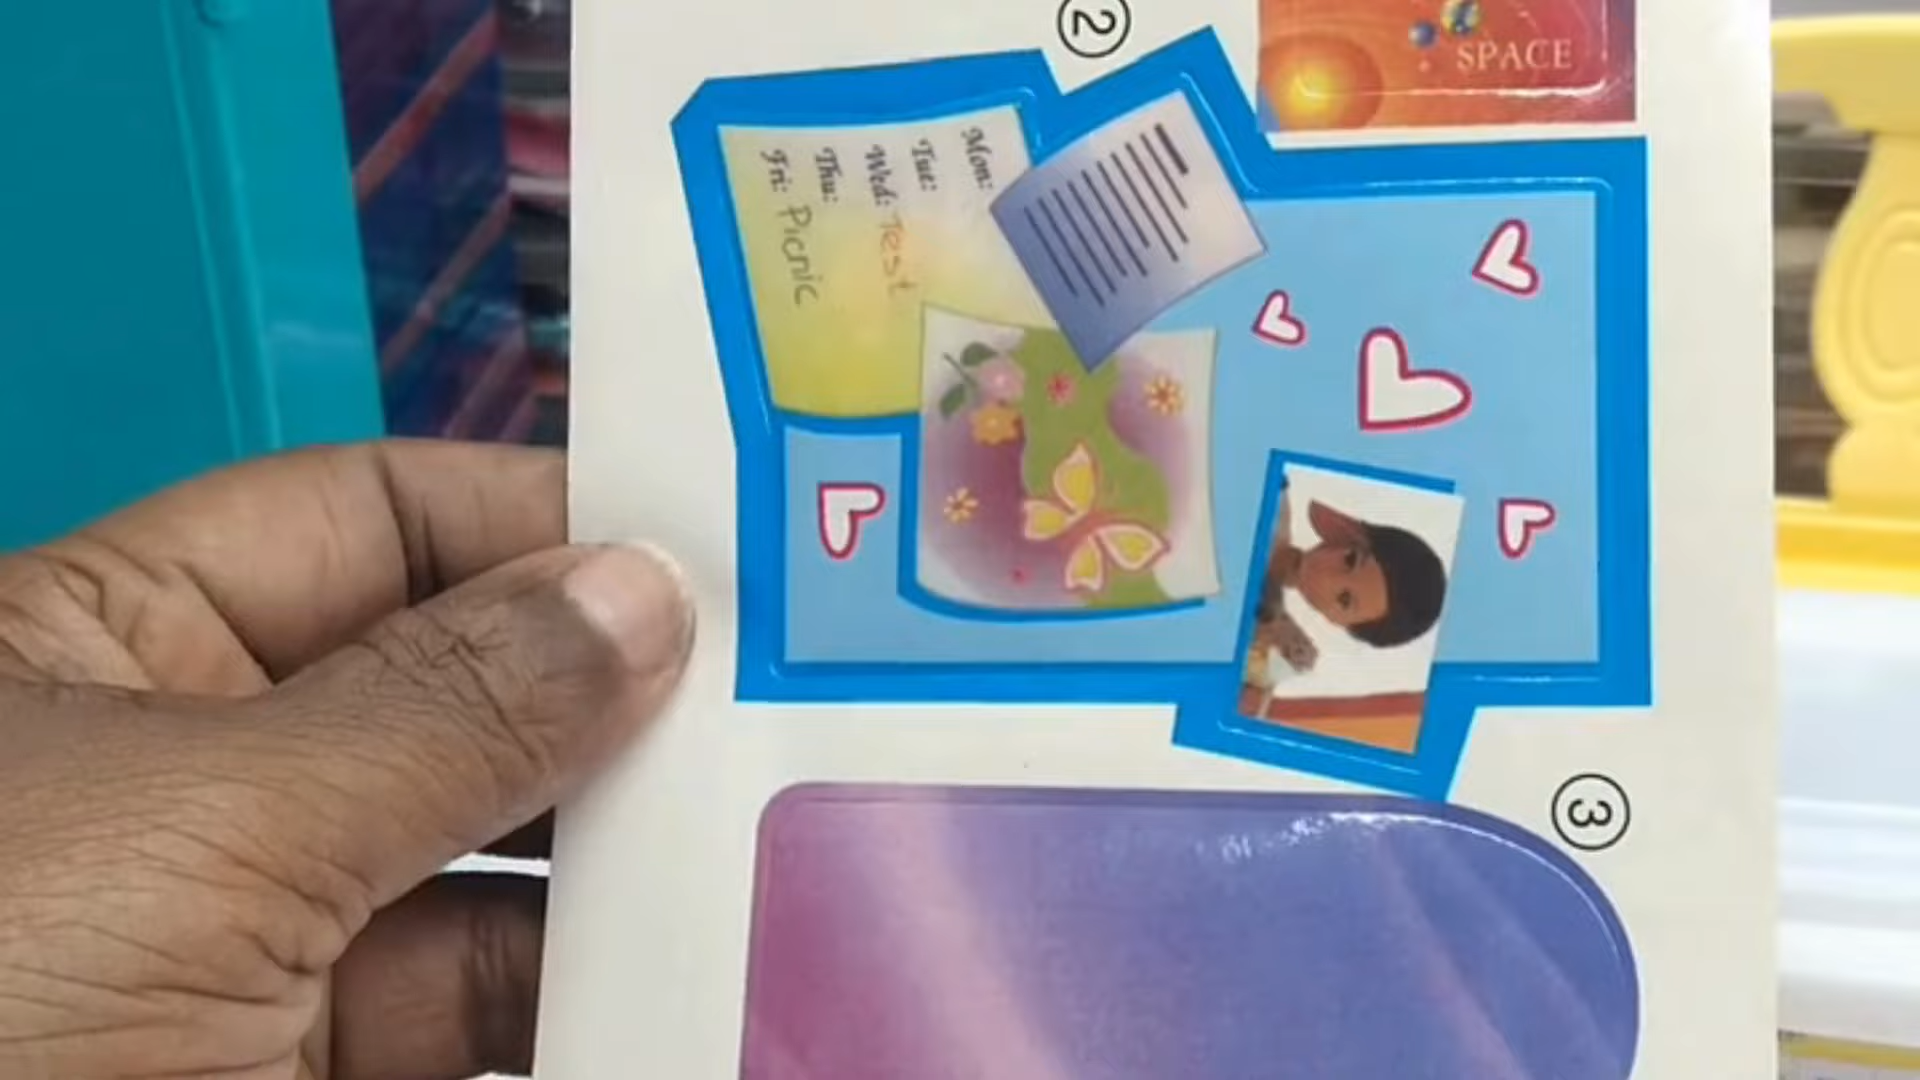 ②
SPACE
Mon:
Tue:
Wed: Test
Thu:
Fri: Picnic
③